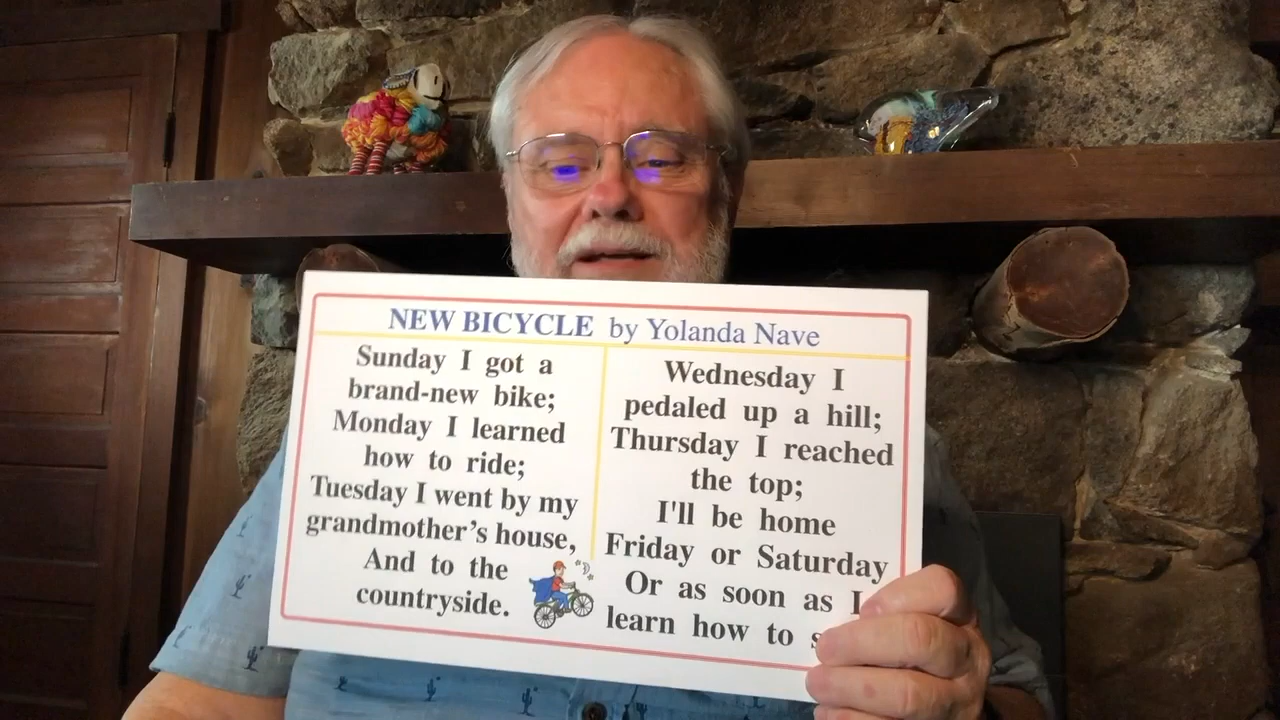 NEW BICYCLE by Yolanda Nave
Sunday I got a
brand-new bike;
Monday I learned
how to ride;
Tuesday I went by my
grandmother's house,
And to the
countryside.
Wednesday I
pedaled up a hill;
Thursday I reached
the top;
I'll be home
Friday or Saturday
Or as soon as I
learn how to